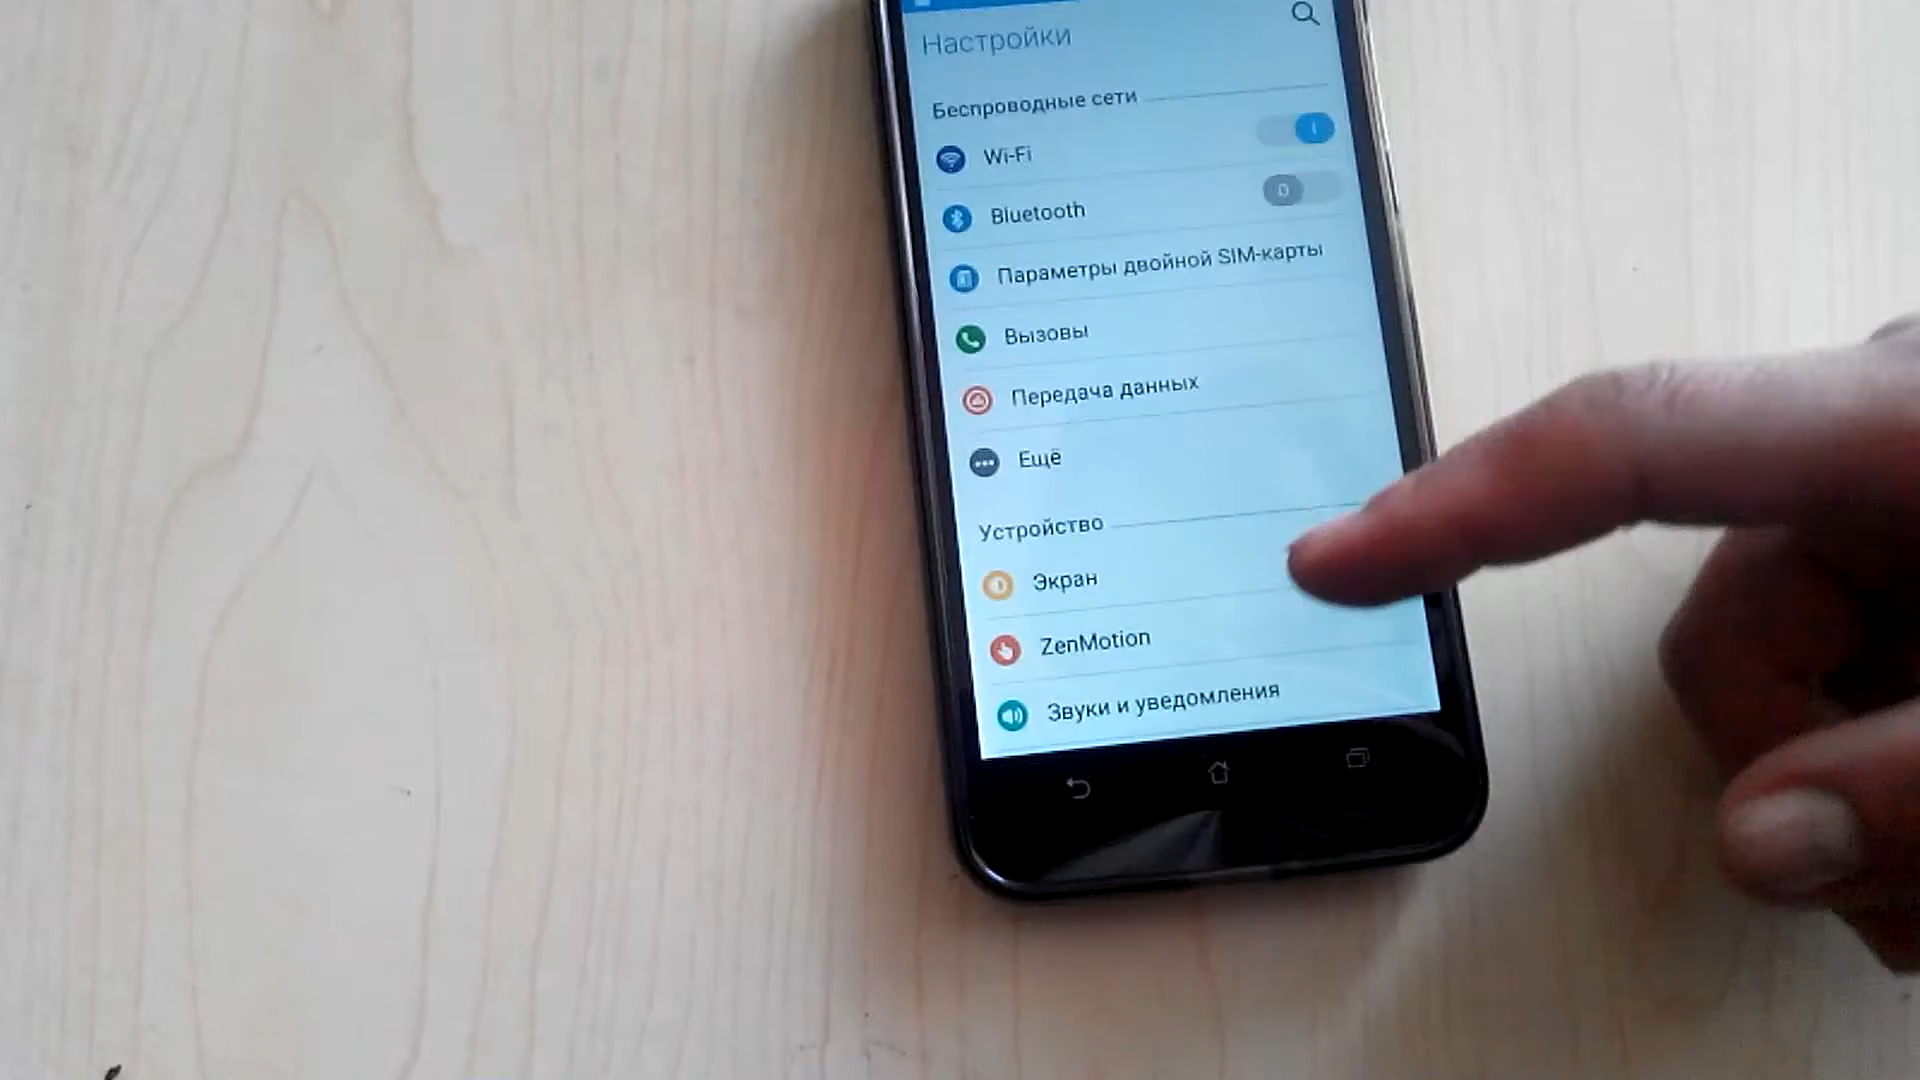 Настройки
Беспроводные сети
Wi-Fi
Bluetooth
Параметры двойной SIM-карты
Вызовы
Передача данных
Ещё
Устройство
Экран
ZenMotion
Звуки и уведомления